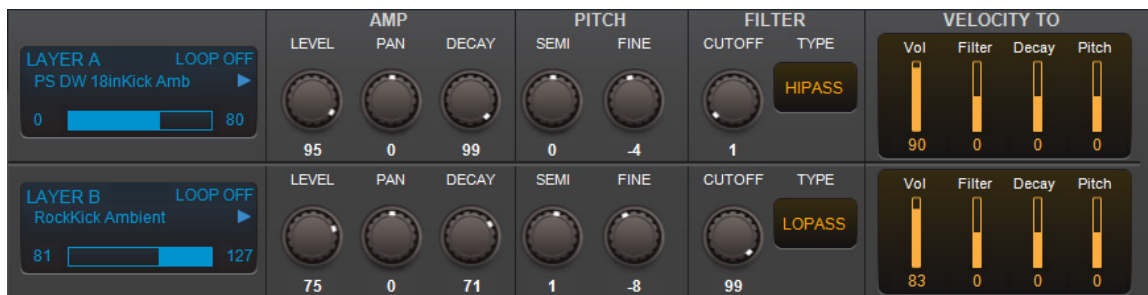 AMP PITCH FILTER VELOCITY TO
LAYER A LOOP OFF
PS DW 18inKick Amb
0 80
LEVEL PAN DECAY SEMI FINE CUTOFF TYPE
HIPASS
95 0 99 0 -4 1
Vol Filter Decay Pitch
90 0 0 0
LAYER B LOOP OFF
RockKick Ambient
81 127
LEVEL PAN DECAY SEMI FINE CUTOFF TYPE
LOPASS
75 0 71 1 -8 99
Vol Filter Decay Pitch
83 0 0 0